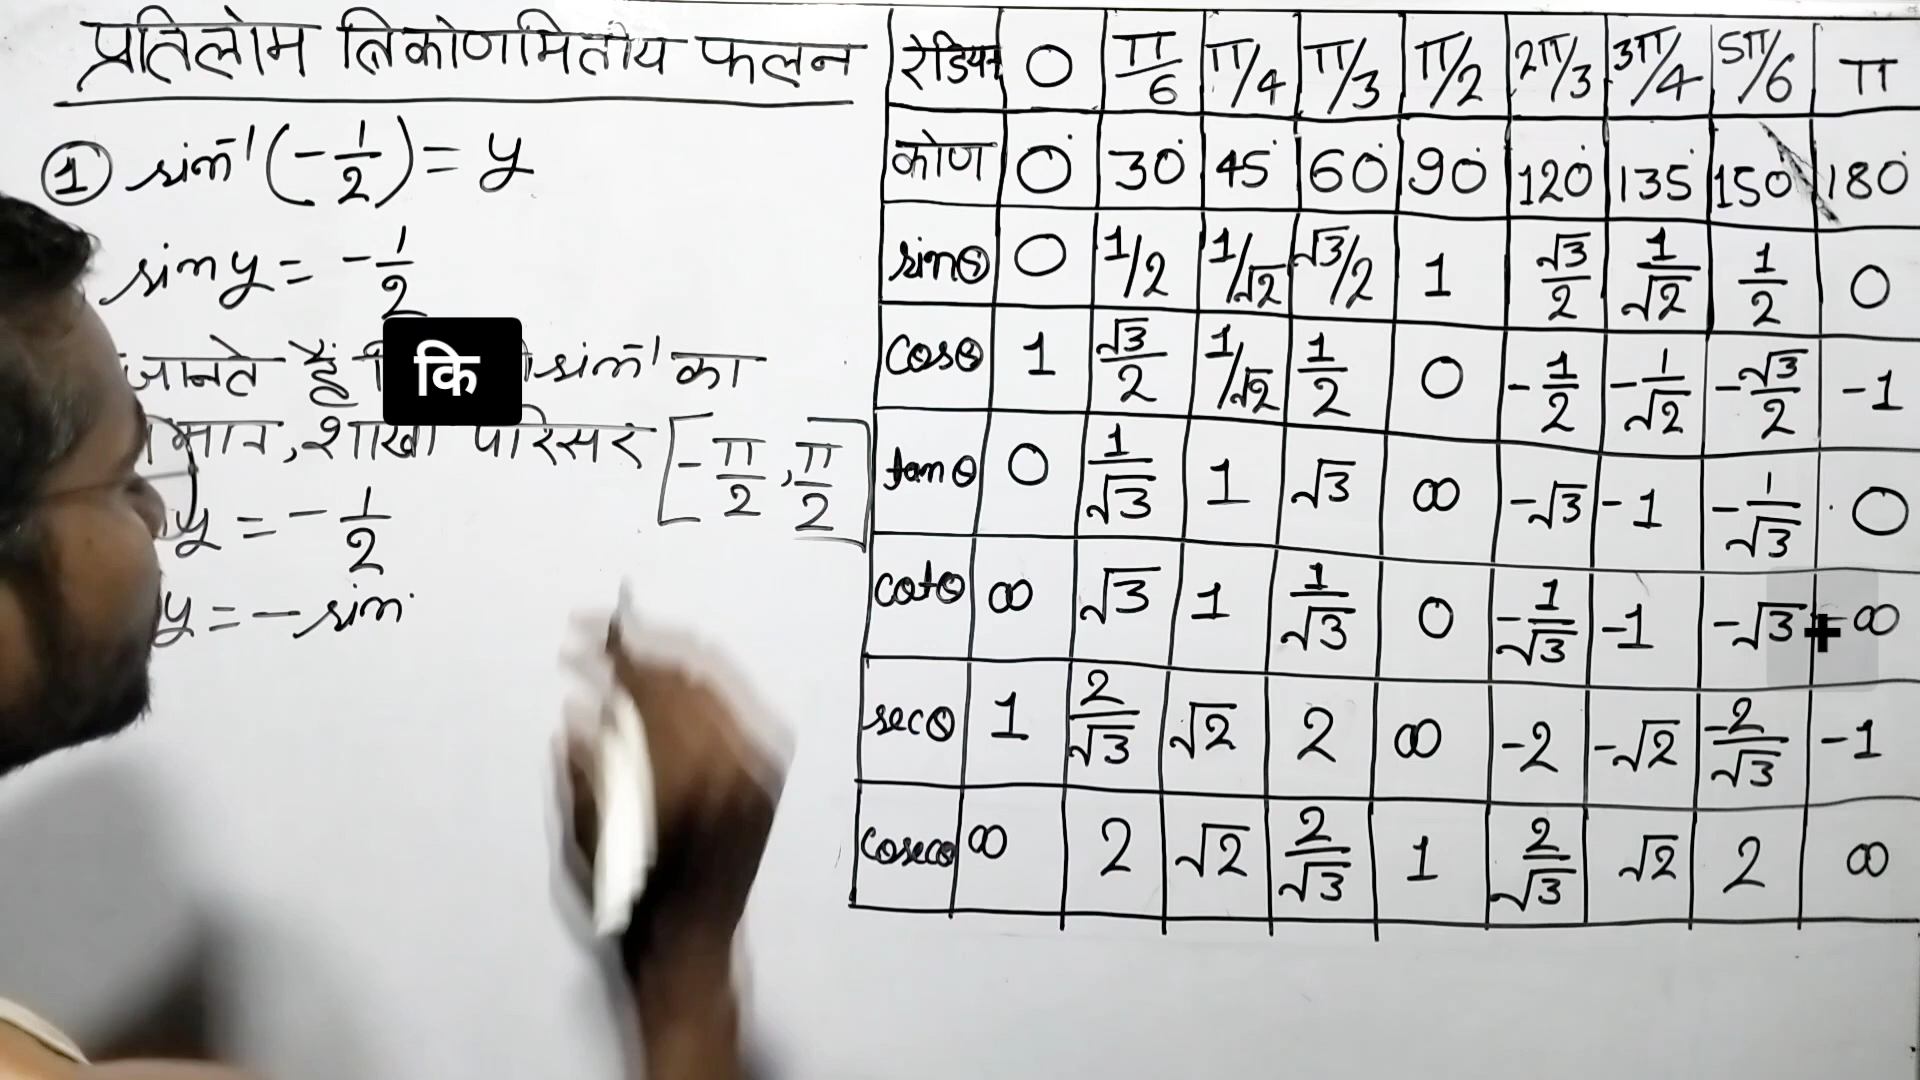 प्रतिलोम त्रिकोणमितीय फलन
① sin⁻¹(-1/2) = y
sin y = -1/2
जानते हैं कि sin⁻¹ का
मान, शाखा परिसर [-π/2, π/2]
y = -1/2
y = - sin
रेडियन 0 π/6 π/4 π/3 π/2 2π/3 3π/4 5π/6 π
कोण 0° 30° 45° 60° 90° 120° 135° 150° 180°
sinθ 0 1/2 1/√2 √3/2 1 √3/2 1/√2 1/2 0
cosθ 1 √3/2 1/√2 1/2 0 -1/2 -1/√2 -√3/2 -1
tanθ 0 1/√3 1 √3 ∞ -√3 -1 -1/√3 0
cotθ ∞ √3 1 1/√3 0 -1/√3 -1 -√3 -∞
secθ 1 2/√3 √2 2 ∞ -2 -√2 -2/√3 -1
cosecθ ∞ 2 √2 2/√3 1 2/√3 √2 2 ∞